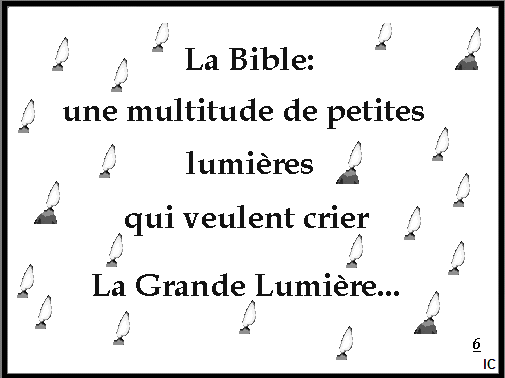 La Bible:
une multitude de petites
lumières
qui veulent crier
La Grande Lumière...
6
IC